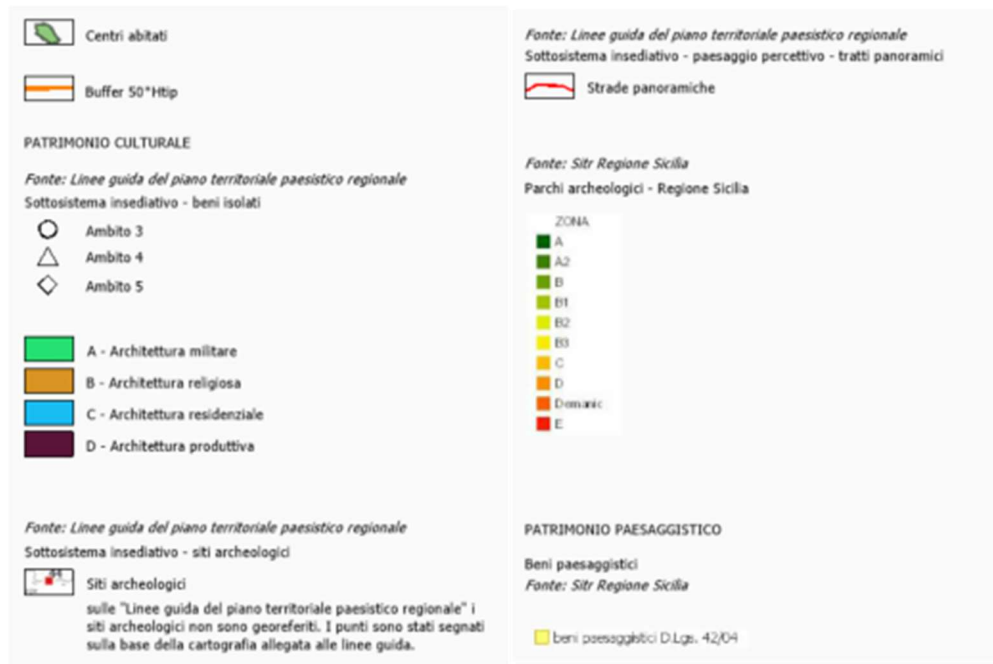 Centri abitati
Buffer 50*Htip
PATRIMONIO CULTURALE
Fonte: Linee guida del piano territoriale paesistico regionale
Sottosistema insediativo - beni isolati
Ambito 3
Ambito 4
Ambito 5
A - Architettura militare
B - Architettura religiosa
C - Architettura residenziale
D - Architettura produttiva
Fonte: Linee guida del piano territoriale paesistico regionale
Sottosistema insediativo - siti archeologici
44
Siti archeologici
sulle "Linee guida del piano territoriale paesistico regionale" i
siti archeologici non sono georeferiti. I punti sono stati segnati
sulla base della cartografia allegata alle linee guida.
Fonte: Linee guida del piano territoriale paesistico regionale
Sottosistema insediativo - paesaggio percettivo - tratti panoramici
Strade panoramiche
Fonte: Sitr Regione Sicilia
Parchi archeologici - Regione Sicilia
ZONA
A
A2
B
B1
B2
B3
C
D
Demanic
E
PATRIMONIO PAESAGGISTICO
Beni paesaggistici
Fonte: Sitr Regione Sicilia
beni paesaggistici D.Lgs. 42/04